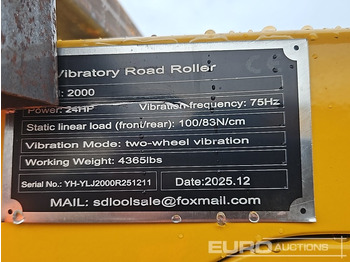 Vibratory Road Roller
: 2000
Power: 24HP Vibration frequency: 75Hz
Static linear load (front/rear): 100/83N/cm
Vibration Mode: two-wheel vibration
Working Weight: 4365lbs
Serial No.: YH-YLJ2000R251211 Date:2025.12
MAIL: sdloolsale@foxmail.com
EURO AUCTIONS